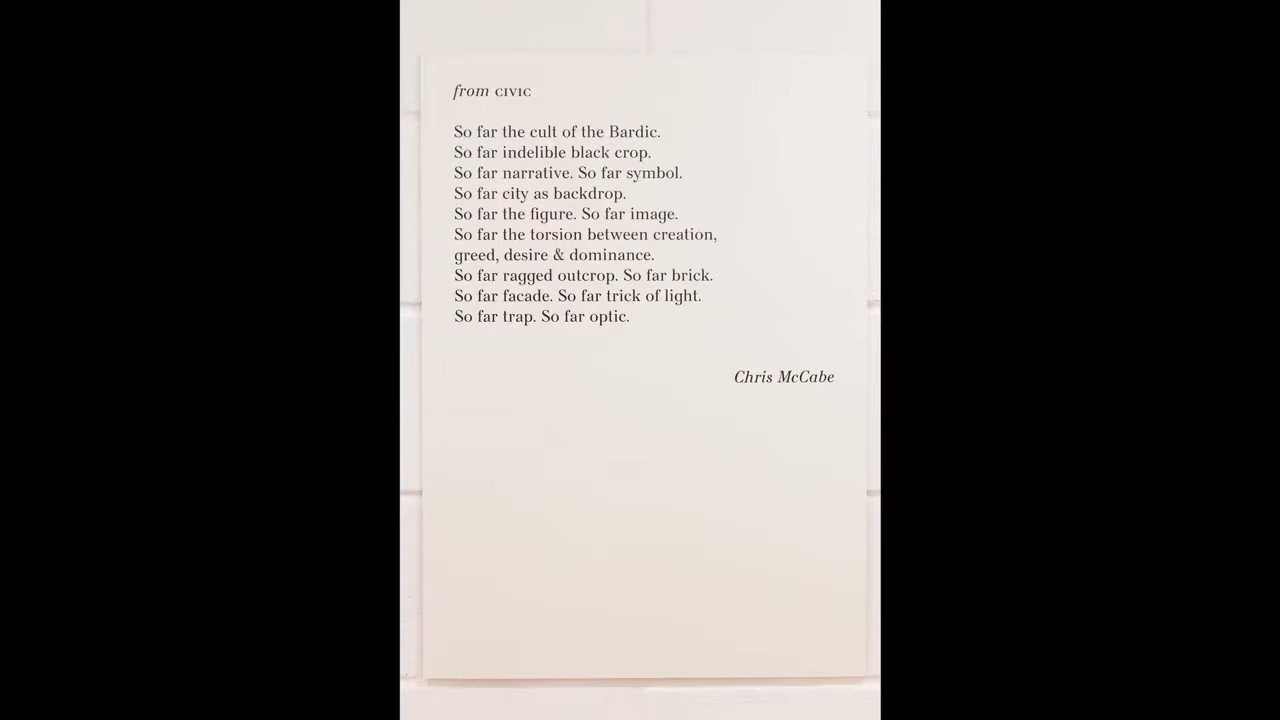 from CIVIC
So far the cult of the Bardic.
So far indelible black crop.
So far narrative. So far symbol.
So far city as backdrop.
So far the figure. So far image.
So far the torsion between creation,
greed, desire & dominance.
So far ragged outcrop. So far brick.
So far facade. So far trick of light.
So far trap. So far optic.
Chris McCabe